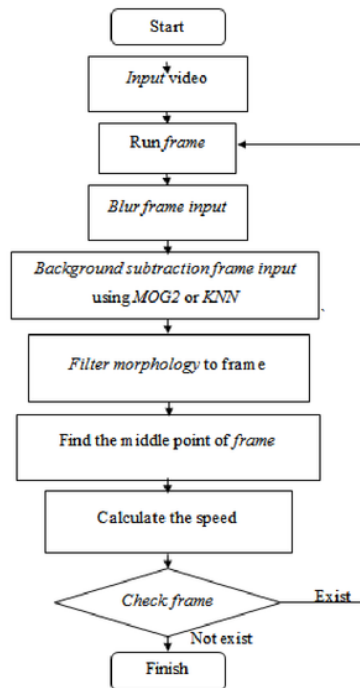 Start
Input video
Run frame
Blur frame input
Background subtraction frame input
using MOG2 or KNN
Filter morphology to frame
Find the middle point of frame
Calculate the speed
Check frame
Exist
Not exist
Finish